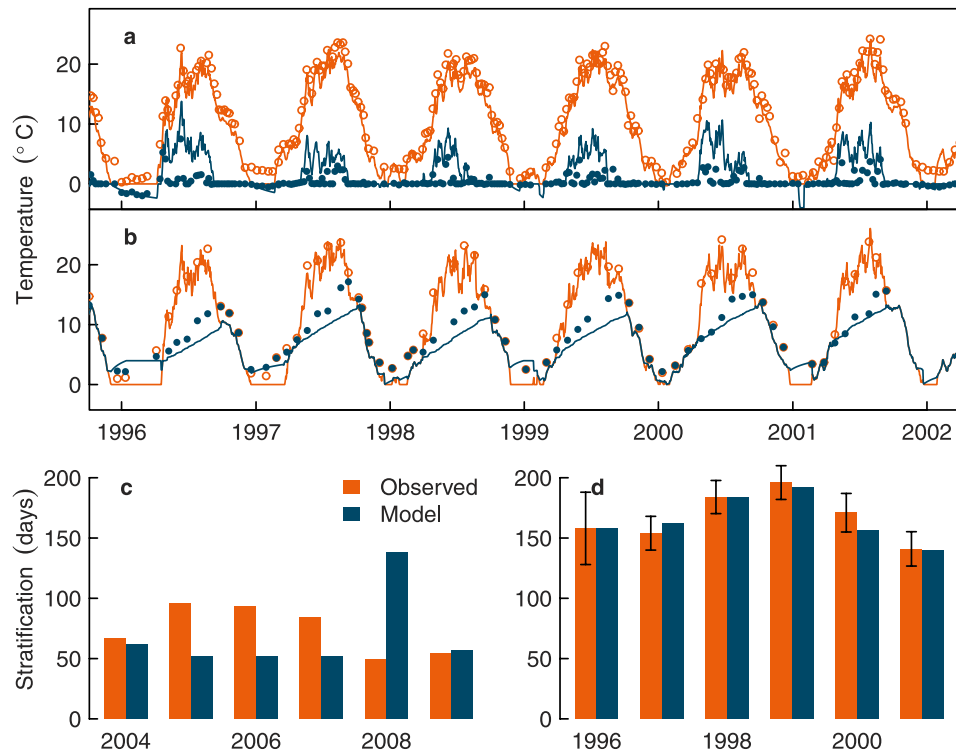 a
20
10
0
Temperature (° C)
b
20
10
0
1996 1997 1998 1999 2000 2001 2002
c
200
150
100
50
0
Stratification (days)
Observed
Model
2004 2006 2008
d
200
150
100
50
0
1996 1998 2000